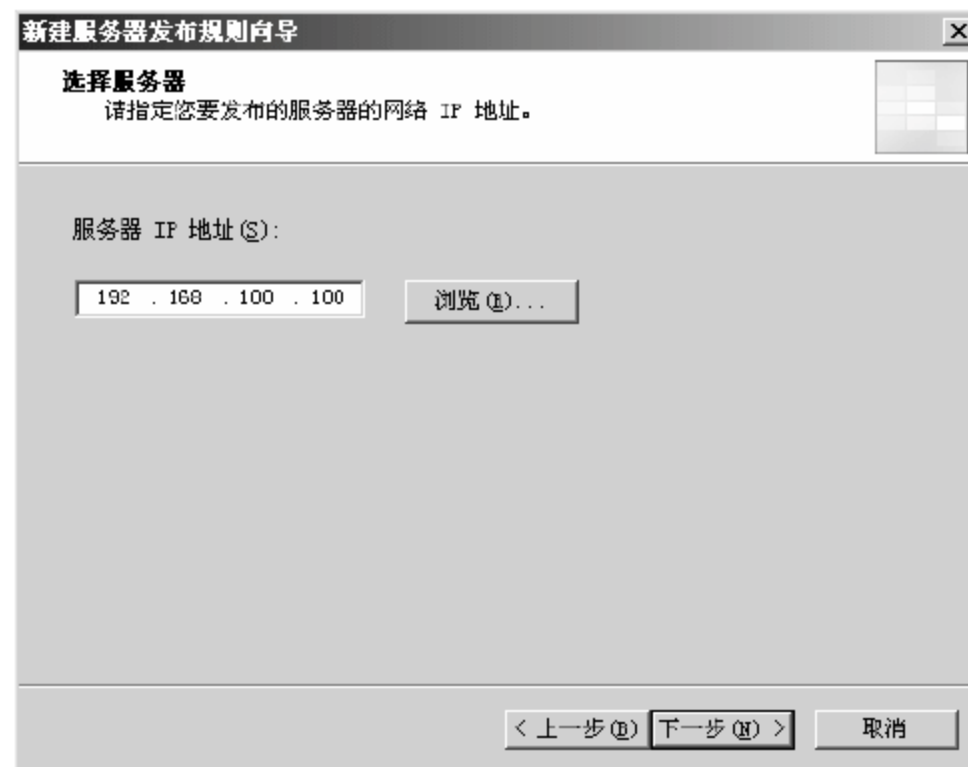 新建服务器发布规则向导
选择服务器
请指定您要发布的服务器的网络 IP 地址。
服务器 IP 地址(S):
192 . 168 . 100 . 100 浏览(R)...
< 上一步(B) 下一步(N) > 取消